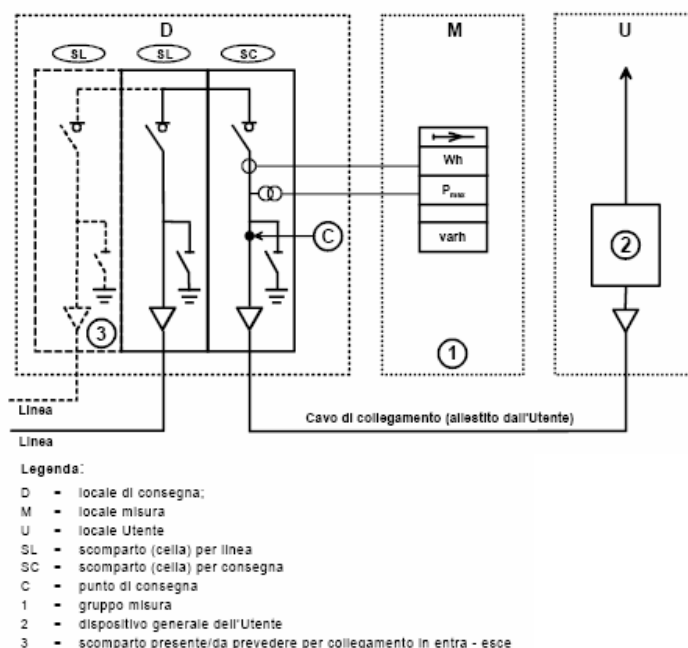 D M U
SL SL SC
Wh
Pmax
varh
C
2
3
1
Linea
Cavo di collegamento (allestito dall'Utente)
Linea
Legenda:
D - locale di consegna;
M - locale misura
U - locale Utente
SL - scomparto (cella) per linea
SC - scomparto (cella) per consegna
C - punto di consegna
1 - gruppo misura
2 - dispositivo generale dell'Utente
3 - scomparto presente/da prevedere per collegamento in entra - esce